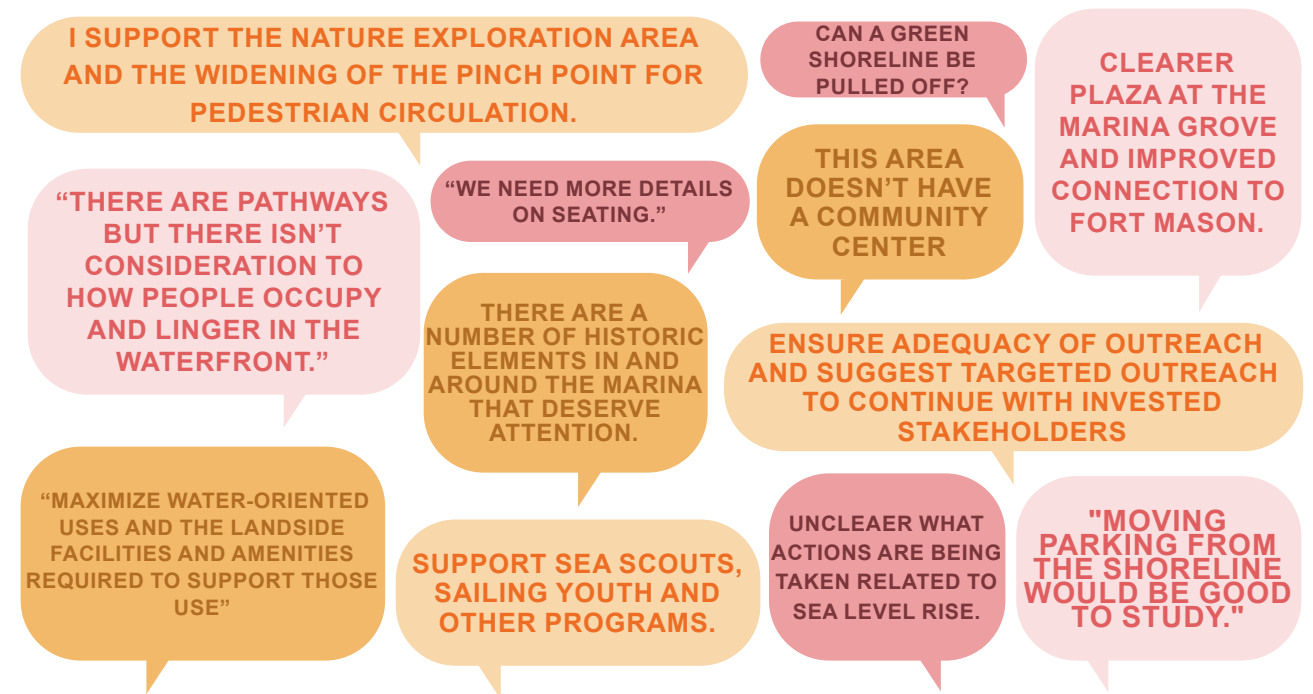 I SUPPORT THE NATURE EXPLORATION AREA
AND THE WIDENING OF THE PINCH POINT FOR
PEDESTRIAN CIRCULATION.
CAN A GREEN
SHORELINE BE
PULLED OFF?
CLEARER
PLAZA AT THE
MARINA GROVE
AND IMPROVED
CONNECTION TO
FORT MASON.
“THERE ARE PATHWAYS
BUT THERE ISN’T
CONSIDERATION TO
HOW PEOPLE OCCUPY
AND LINGER IN THE
WATERFRONT.”
“WE NEED MORE DETAILS
ON SEATING.”
THIS AREA
DOESN’T HAVE
A COMMUNITY
CENTER
THERE ARE A
NUMBER OF HISTORIC
ELEMENTS IN AND
AROUND THE MARINA
THAT DESERVE
ATTENTION.
ENSURE ADEQUACY OF OUTREACH
AND SUGGEST TARGETED OUTREACH
TO CONTINUE WITH INVESTED
STAKEHOLDERS
“MAXIMIZE WATER-ORIENTED
USES AND THE LANDSIDE
FACILITIES AND AMENITIES
REQUIRED TO SUPPORT THOSE
USE”
SUPPORT SEA SCOUTS,
SAILING YOUTH AND
OTHER PROGRAMS.
UNCLEAER WHAT
ACTIONS ARE BEING
TAKEN RELATED TO
SEA LEVEL RISE.
"MOVING
PARKING FROM
THE SHORELINE
WOULD BE GOOD
TO STUDY."